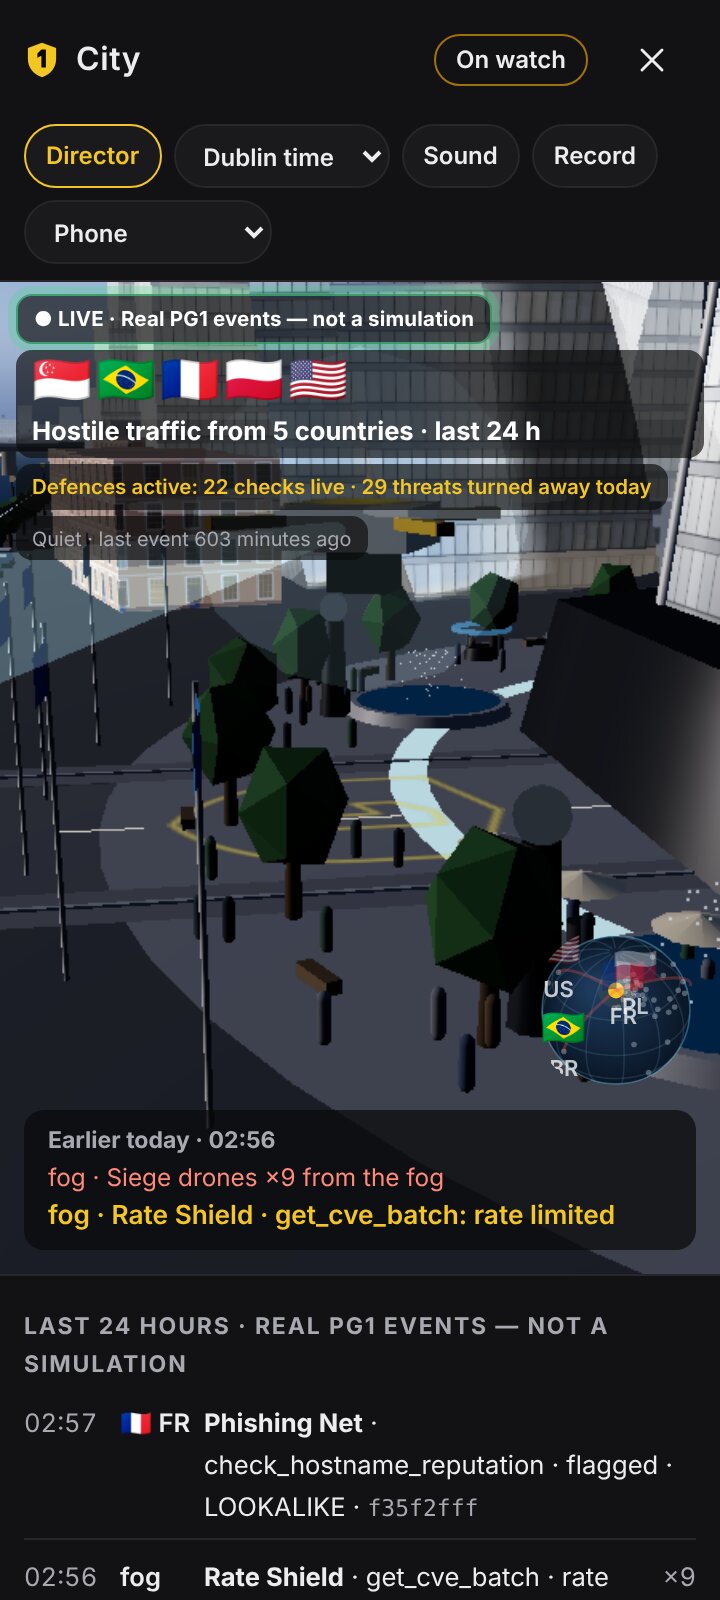 1 City On watch
Director Dublin time Sound Record
Phone
LIVE · Real PG1 events — not a simulation
Hostile traffic from 5 countries · last 24 h
Defences active: 22 checks live · 29 threats turned away today
Quiet · last event 603 minutes ago
US
PL
FR
BR
Earlier today · 02:56
fog · Siege drones ×9 from the fog
fog · Rate Shield · get_cve_batch: rate limited
LAST 24 HOURS · REAL PG1 EVENTS — NOT A
SIMULATION
02:57 FR Phishing Net ·
check_hostname_reputation · flagged ·
LOOKALIKE · f35f2fff
02:56 fog Rate Shield · get_cve_batch · rate ×9